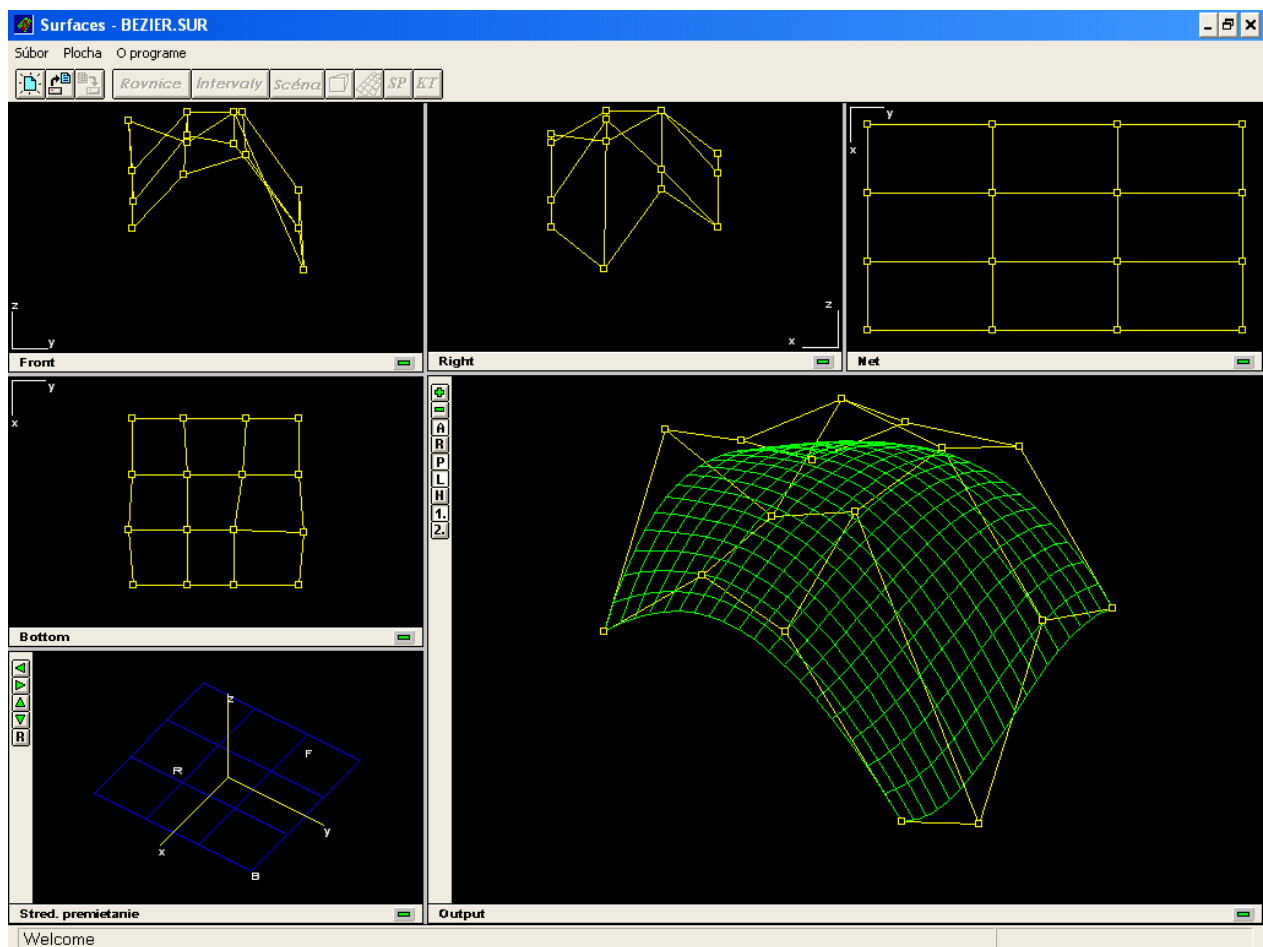 Surfaces - BEZIER.SUR
Súbor Plocha O programe
Rovnice Intervaly Scéna SP KT
z
y
Front
z
x
Right
y
x
Net
y
x
Bottom
A
R
P
L
N
1.
2.
Output
R
z
F
R
y
x
B
Stred. premietanie
Welcome